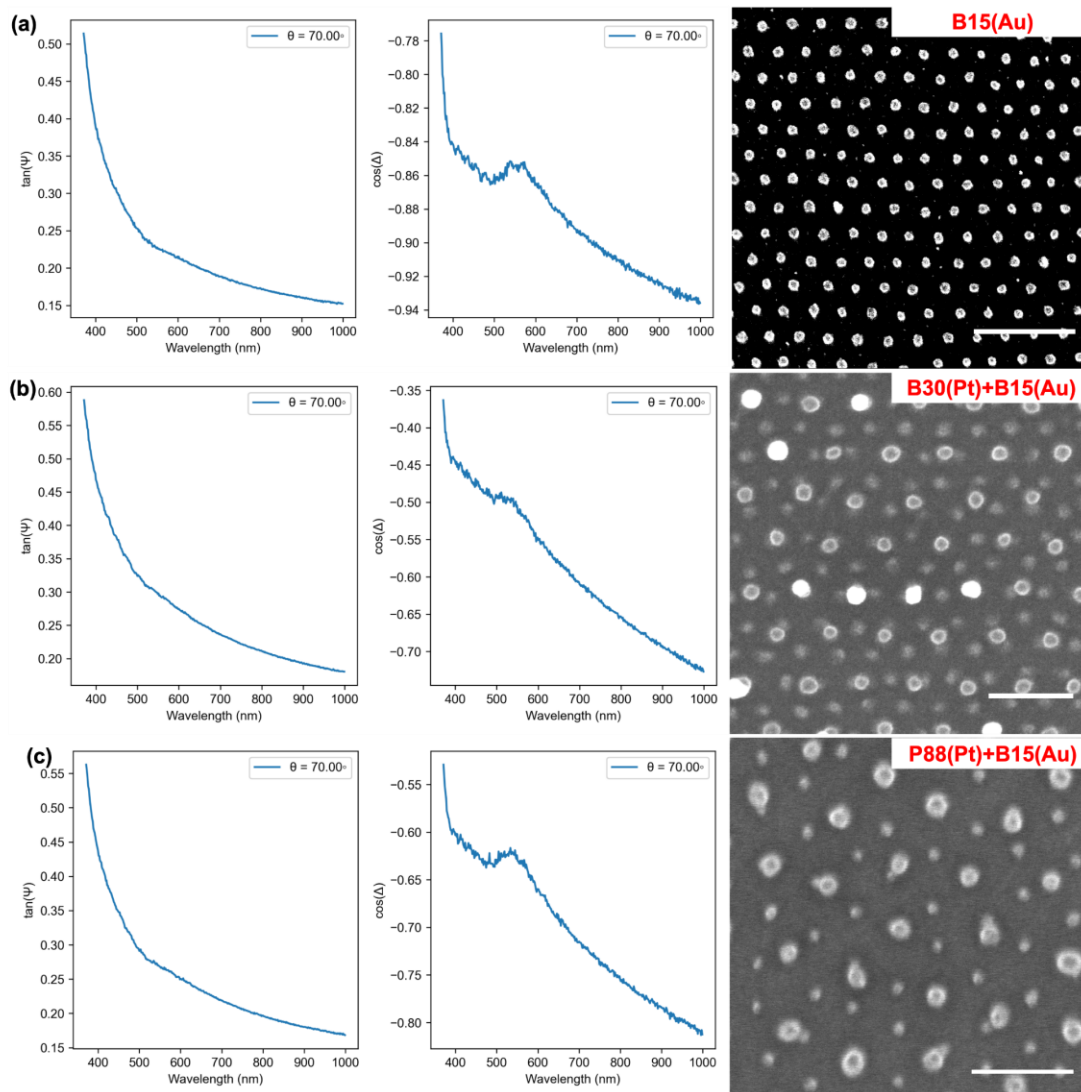 (a)
θ = 70.00°
tan(Ψ)
0.50
0.45
0.40
0.35
0.30
0.25
0.20
0.15
400 500 600 700 800 900 1000
Wavelength (nm)
θ = 70.00°
cos(Δ)
−0.78
−0.80
−0.82
−0.84
−0.86
−0.88
−0.90
−0.92
−0.94
400 500 600 700 800 900 1000
Wavelength (nm)
B15(Au)
(b)
θ = 70.00°
tan(Ψ)
0.60
0.55
0.50
0.45
0.40
0.35
0.30
0.25
0.20
400 500 600 700 800 900 1000
Wavelength (nm)
θ = 70.00°
cos(Δ)
−0.35
−0.40
−0.45
−0.50
−0.55
−0.60
−0.65
−0.70
400 500 600 700 800 900 1000
Wavelength (nm)
B30(Pt)+B15(Au)
(c)
θ = 70.00°
tan(Ψ)
0.55
0.50
0.45
0.40
0.35
0.30
0.25
0.20
0.15
400 500 600 700 800 900 1000
Wavelength (nm)
θ = 70.00°
cos(Δ)
−0.55
−0.60
−0.65
−0.70
−0.75
−0.80
400 500 600 700 800 900 1000
Wavelength (nm)
P88(Pt)+B15(Au)